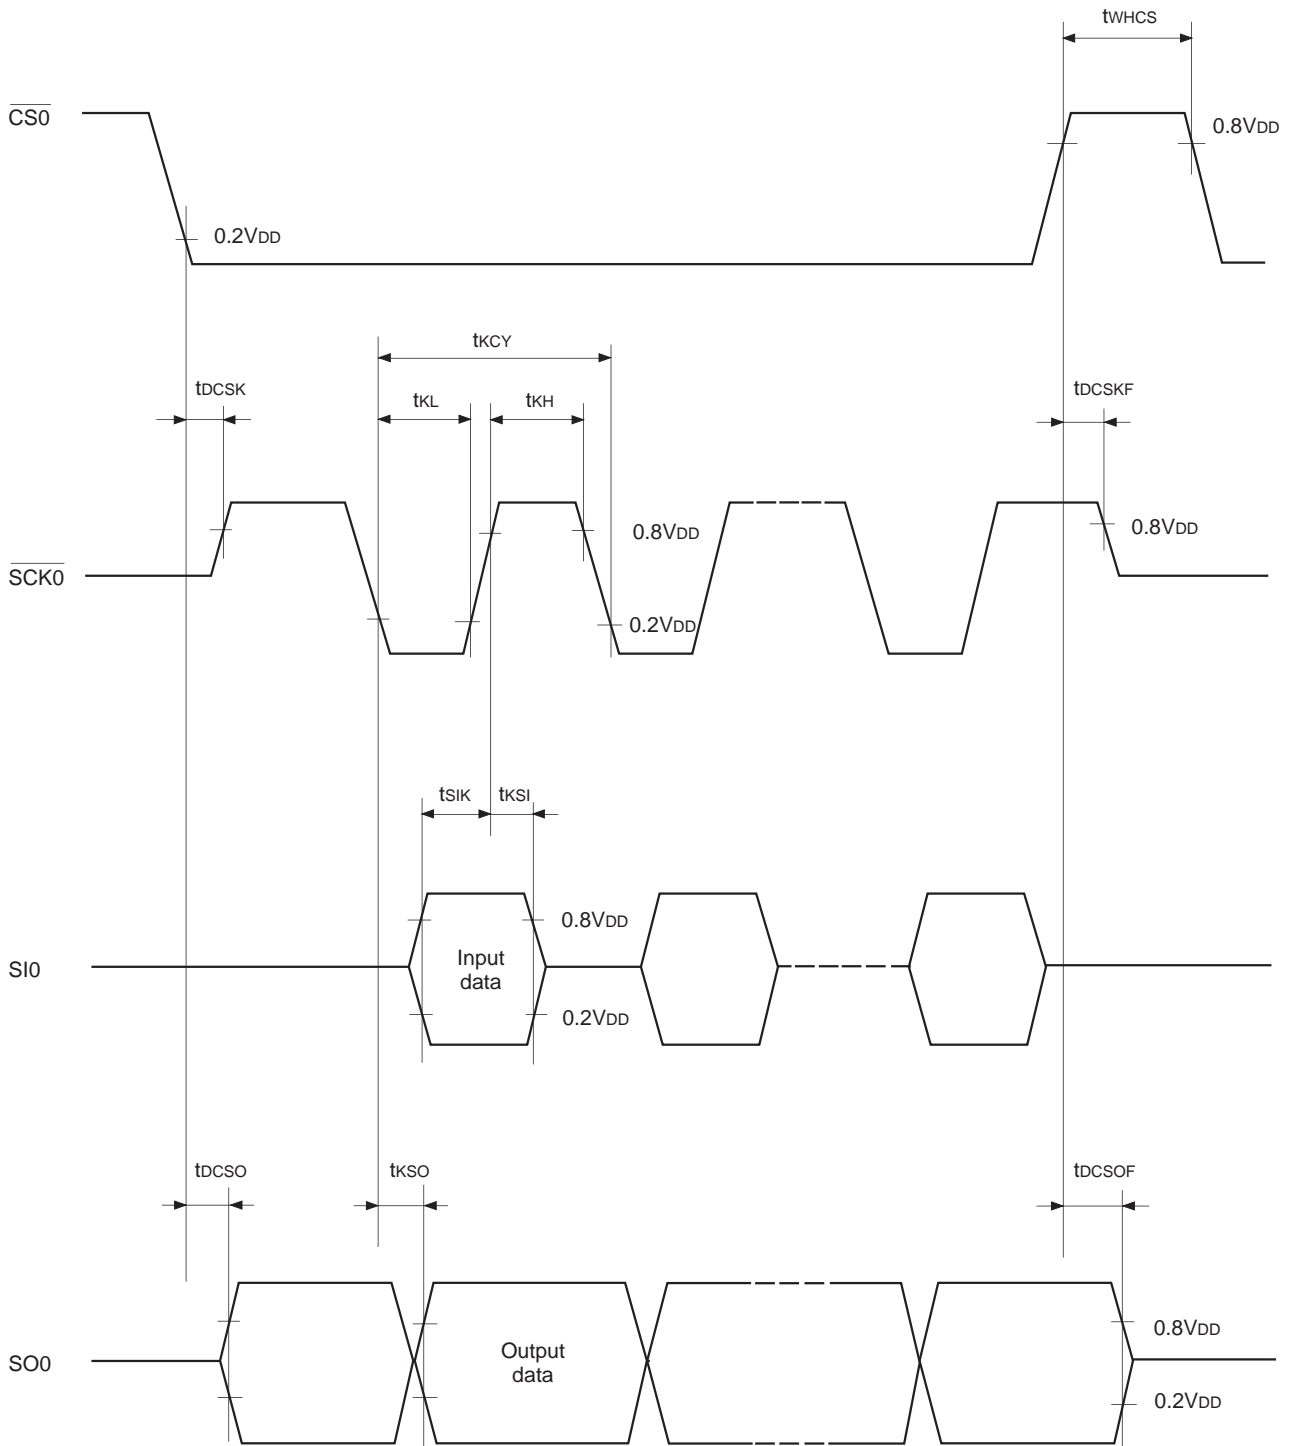 tWHCS
CS0
0.8VDD
0.2VDD
tKCY
tDCSK
tKL
tKH
tDCSKF
0.8VDD
0.8VDD
SCK0
0.2VDD
tSIK
tKSI
0.8VDD
Input
data
SI0
0.2VDD
tDCSO
tKSO
tDCSOF
0.8VDD
Output
data
SO0
0.2VDD